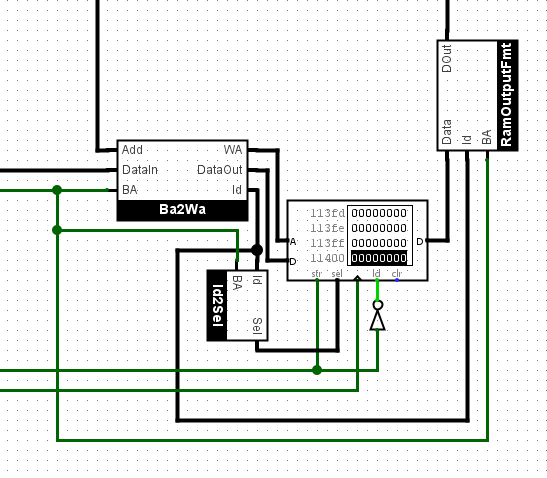 DOut
RamOutputFmt
Data
Id
BA
Add
WA
DataIn
DataOut
BA
Id
Ba2Wa
113fd 00000000
113fe 00000000
A
113ff 00000000
D
D
11400 00000000
str
sel
ld
clr
BA
Id
Id2Sel
Sel